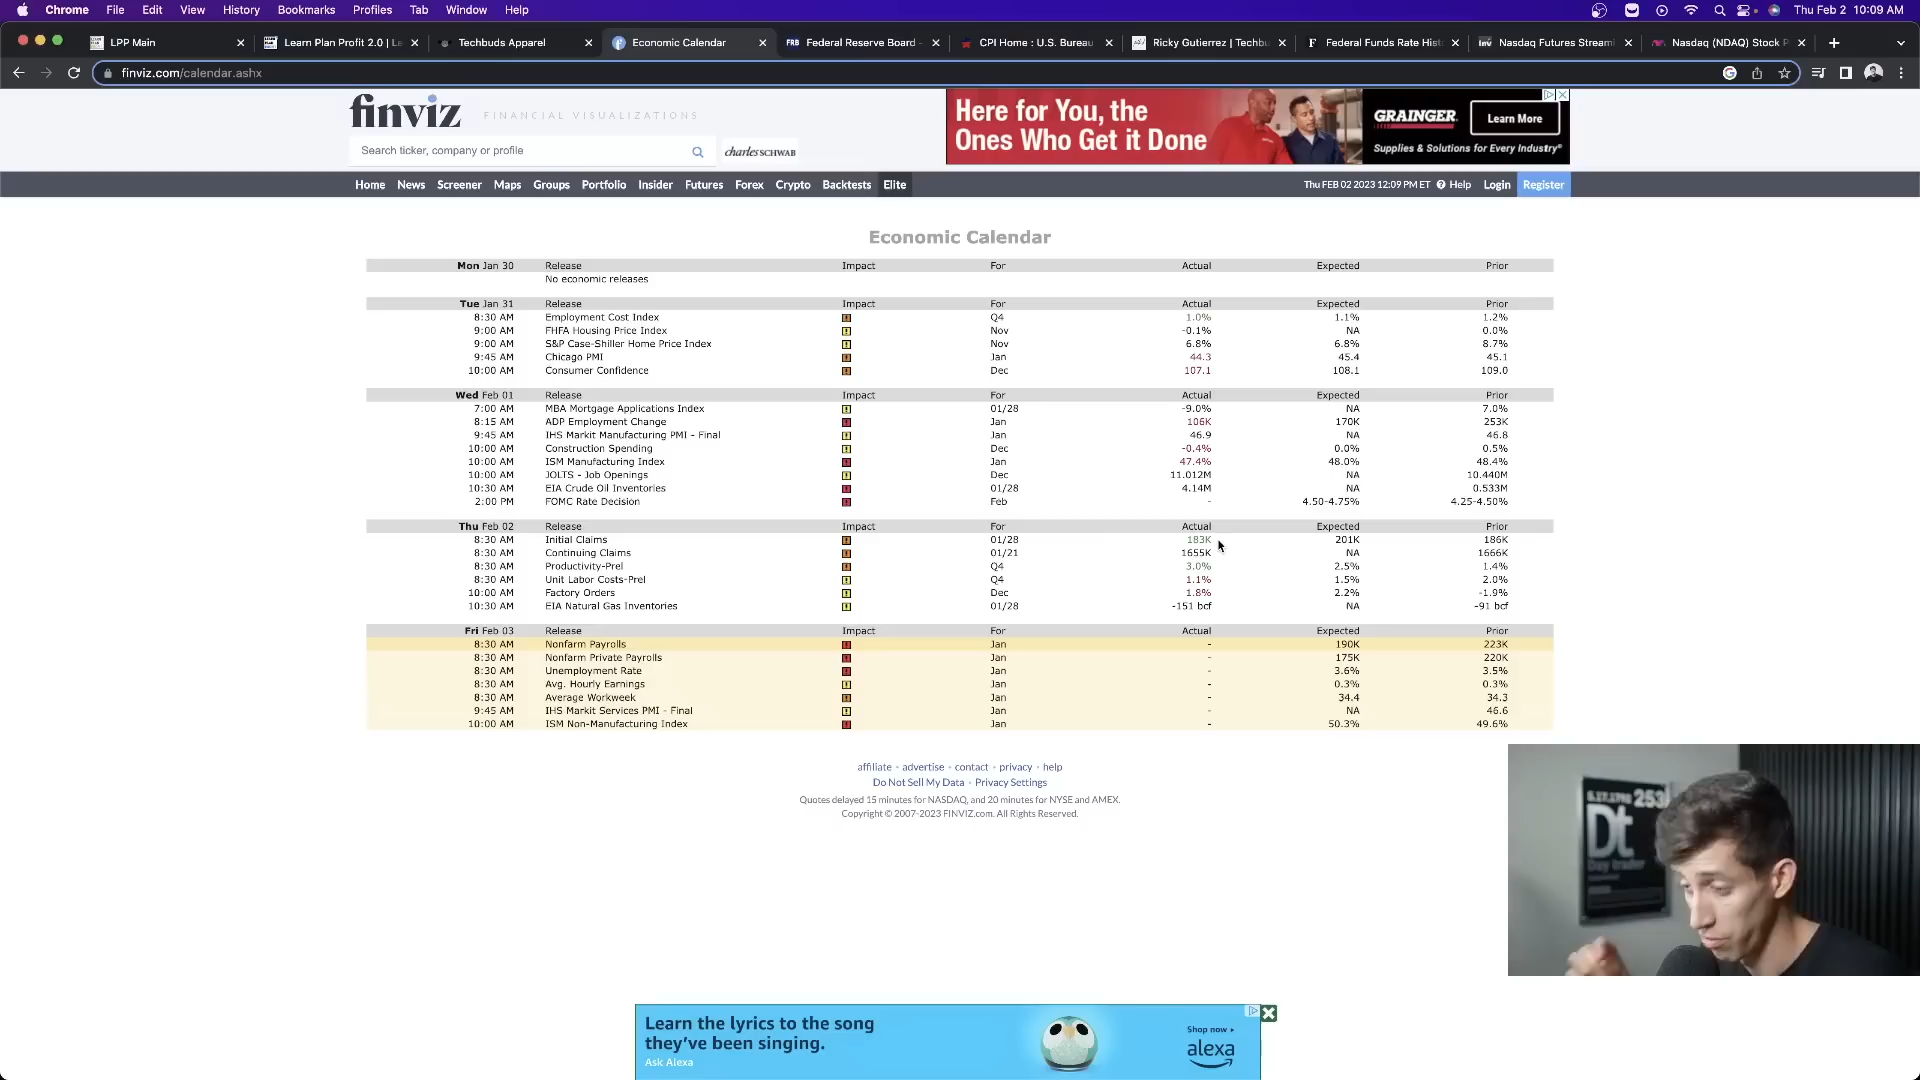 Chrome File Edit View History Bookmarks Profiles Tab Window Help Thu Feb 2 10:09 AM
LPP Main Learn Plan Profit 2.0 | Le Techbuds Apparel Economic Calendar Federal Reserve Board - CPI Home : U.S. Bureau Ricky Gutierrez | Techbu Federal Funds Rate Hist Nasdaq Futures Streami Nasdaq (NDAQ) Stock P
finviz.com/calendar.ashx
finviz FINANCIAL VISUALIZATIONS
Search ticker, company or profile charles SCHWAB
Here for You, the
Ones Who Get it Done
GRAINGER Learn More
Supplies & Solutions for Every Industry®
Home News Screener Maps Groups Portfolio Insider Futures Forex Crypto Backtests Elite Thu FEB 02 2023 12:09 PM ET Help Login Register
Economic Calendar
Mon Jan 30 Release Impact For Actual Expected Prior
No economic releases
Tue Jan 31 Release Impact For Actual Expected Prior
8:30 AM Employment Cost Index Q4 1.0% 1.1% 1.2%
9:00 AM FHFA Housing Price Index Nov -0.1% NA 0.0%
9:00 AM S&P Case-Shiller Home Price Index Nov 6.8% 6.8% 8.7%
9:45 AM Chicago PMI Jan 44.3 45.4 45.1
10:00 AM Consumer Confidence Dec 107.1 108.1 109.0
Wed Feb 01 Release Impact For Actual Expected Prior
7:00 AM MBA Mortgage Applications Index 01/28 -9.0% NA 7.0%
8:15 AM ADP Employment Change Jan 106K 170K 253K
9:45 AM IHS Markit Manufacturing PMI - Final Jan 46.9 NA 46.8
10:00 AM Construction Spending Dec -0.4% 0.0% 0.5%
10:00 AM ISM Manufacturing Index Jan 47.4% 48.0% 48.4%
10:00 AM JOLTS - Job Openings Dec 11.012M NA 10.440M
10:30 AM EIA Crude Oil Inventories 01/28 4.14M NA 0.533M
2:00 PM FOMC Rate Decision Feb - 4.50-4.75% 4.25-4.50%
Thu Feb 02 Release Impact For Actual Expected Prior
8:30 AM Initial Claims 01/28 183K 201K 186K
8:30 AM Continuing Claims 01/21 1655K NA 1666K
8:30 AM Productivity-Prel Q4 3.0% 2.5% 1.4%
8:30 AM Unit Labor Costs-Prel Q4 1.1% 1.5% 2.0%
10:00 AM Factory Orders Dec 1.8% 2.2% -1.9%
10:30 AM EIA Natural Gas Inventories 01/28 -151 bcf NA -91 bcf
Fri Feb 03 Release Impact For Actual Expected Prior
8:30 AM Nonfarm Payrolls Jan - 190K 223K
8:30 AM Nonfarm Private Payrolls Jan - 175K 220K
8:30 AM Unemployment Rate Jan - 3.6% 3.5%
8:30 AM Avg. Hourly Earnings Jan - 0.3% 0.3%
8:30 AM Average Workweek Jan - 34.4 34.3
9:45 AM IHS Markit Services PMI - Final Jan - NA 46.6
10:00 AM ISM Non-Manufacturing Index Jan - 50.3% 49.6%
affiliate • advertise • contact • privacy • help
Do Not Sell My Data • Privacy Settings
Quotes delayed 15 minutes for NASDAQ, and 20 minutes for NYSE and AMEX.
Copyright © 2007-2023 FINVIZ.com. All Rights Reserved.
253
Dt
Day trader
Learn the lyrics to the song
they've been singing.
Ask Alexa
Shop now
alexa